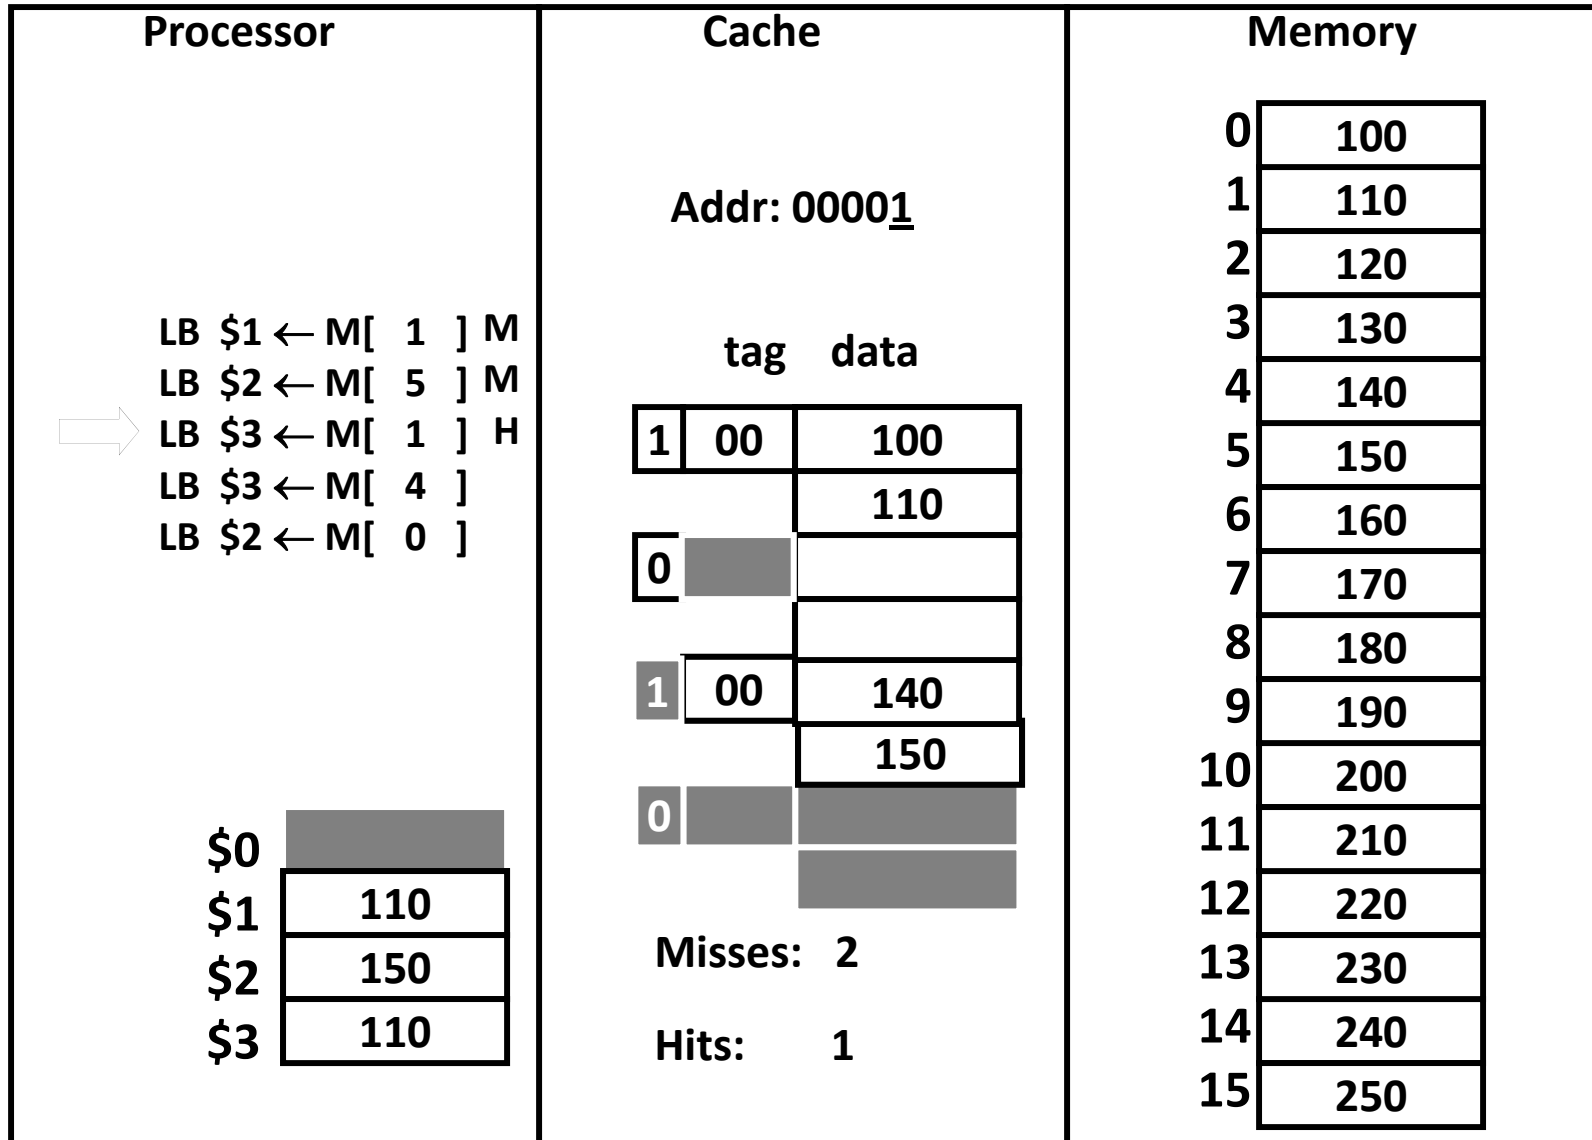 Processor
LB $1 ← M[ 1 ] M
LB $2 ← M[ 5 ] M
LB $3 ← M[ 1 ] H
LB $3 ← M[ 4 ]
LB $2 ← M[ 0 ]
$0
$1 110
$2 150
$3 110
Cache
Addr: 00001
tag data
1 00 100
110
0
1 00 140
150
0
Misses: 2
Hits: 1
Memory
0 100
1 110
2 120
3 130
4 140
5 150
6 160
7 170
8 180
9 190
10 200
11 210
12 220
13 230
14 240
15 250